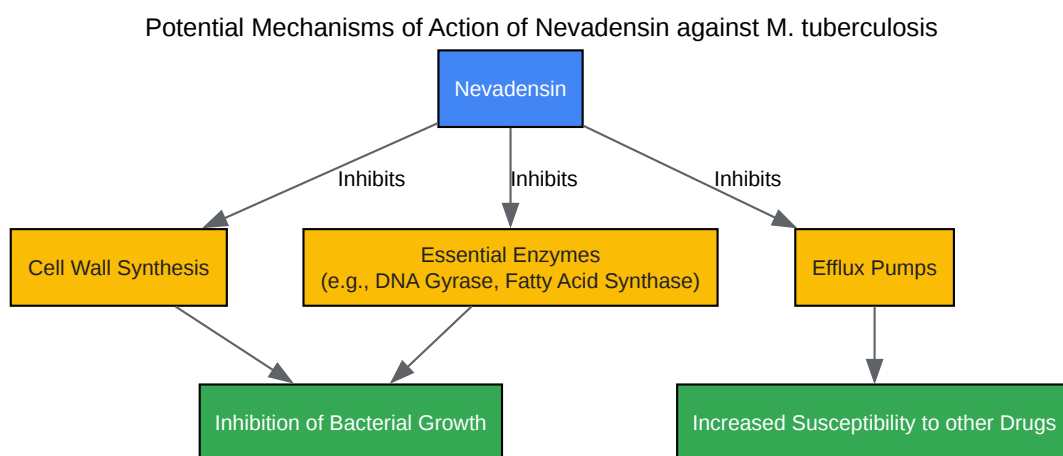 Potential Mechanisms of Action of Nevadensin against M. tuberculosis
Nevadensin
Inhibits
Inhibits
Inhibits
Cell Wall Synthesis
Essential Enzymes
(e.g., DNA Gyrase, Fatty Acid Synthase)
Efflux Pumps
Inhibition of Bacterial Growth
Increased Susceptibility to other Drugs